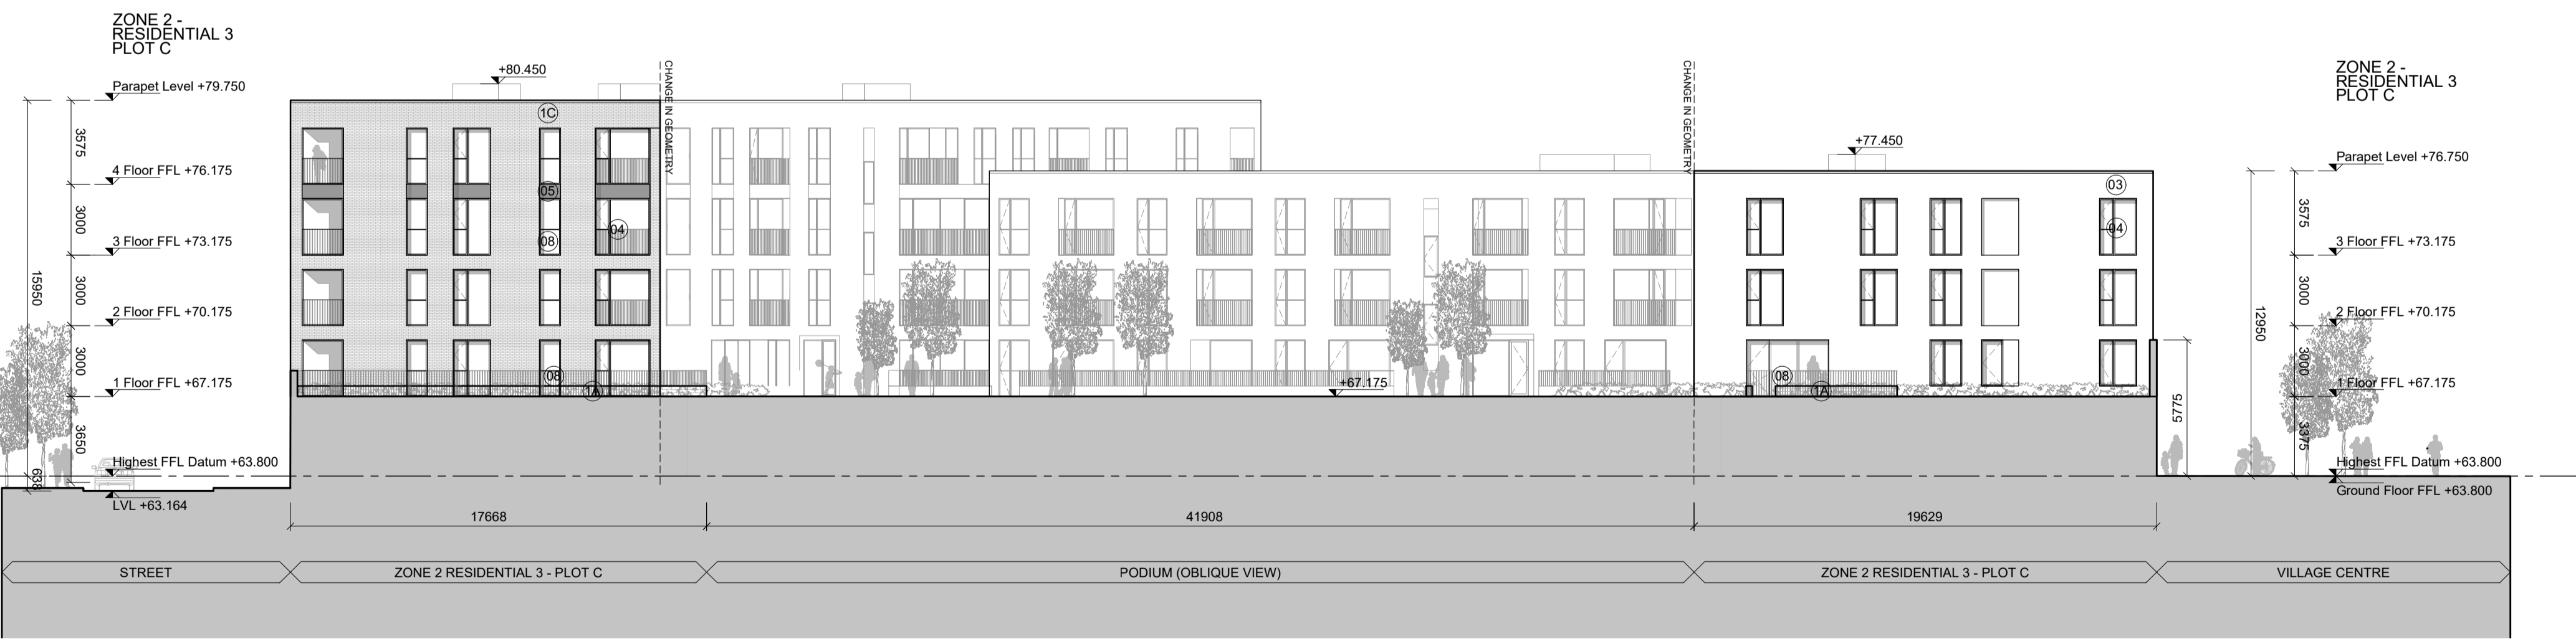 ZONE 2 -
RESIDENTIAL 3
PLOT C
Parapet Level +79.750
4 Floor FFL +76.175
3 Floor FFL +73.175
2 Floor FFL +70.175
1 Floor FFL +67.175
Highest FFL Datum +63.800
LVL +63.164
15950
638
3575
3000
3000
3000
3650
+80.450
CHANGE IN GEOMETRY
1C
05
04
08
08
1A
+67.175
CHANGE IN GEOMETRY
+77.450
03
04
08
1A
5775
12950
3575
3000
3000
3375
ZONE 2 -
RESIDENTIAL 3
PLOT C
Parapet Level +76.750
3 Floor FFL +73.175
2 Floor FFL +70.175
1 Floor FFL +67.175
Highest FFL Datum +63.800
Ground Floor FFL +63.800
17668
41908
19629
STREET
ZONE 2 RESIDENTIAL 3 - PLOT C
PODIUM (OBLIQUE VIEW)
ZONE 2 RESIDENTIAL 3 - PLOT C
VILLAGE CENTRE